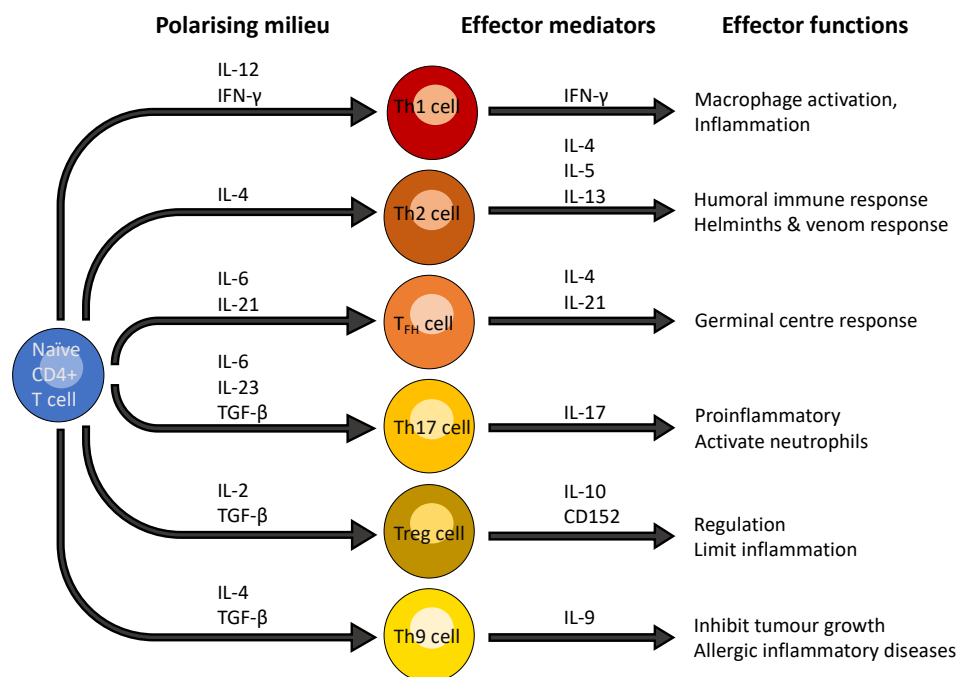 Polarising milieu
Effector mediators
Effector functions
IL-12
IFN-γ
Th1 cell
IFN-γ
Macrophage activation,
Inflammation
IL-4
Th2 cell
IL-4
IL-5
IL-13
Humoral immune response
Helminths & venom response
IL-6
IL-21
TFH cell
IL-4
IL-21
Germinal centre response
Naïve
CD4+
T cell
IL-6
IL-23
TGF-β
Th17 cell
IL-17
Proinflammatory
Activate neutrophils
IL-2
TGF-β
Treg cell
IL-10
CD152
Regulation
Limit inflammation
IL-4
TGF-β
Th9 cell
IL-9
Inhibit tumour growth
Allergic inflammatory diseases